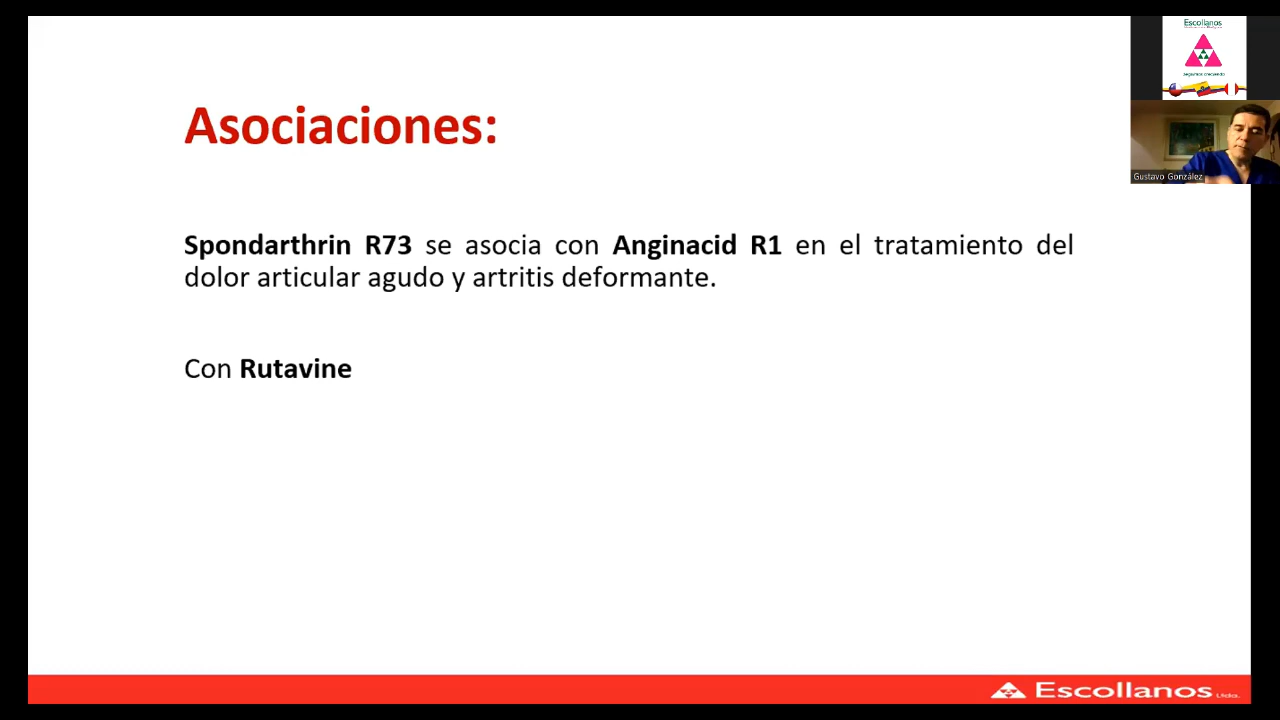 Escollanos
Asociaciones:
Gustavo González
Spondarthrin R73 se asocia con Anginacid R1 en el tratamiento del
dolor articular agudo y artritis deformante.
Con Rutavine
Escollanos Ltda.